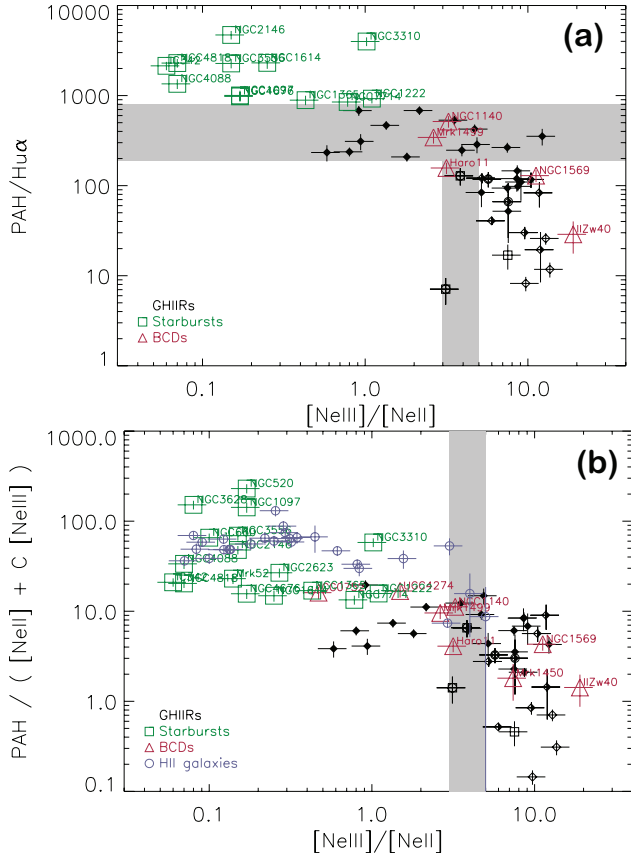 (a)
10000
1000
100
10
1
PAH/Huα
NGC2146
NGC3310
NGC4818
NGC1614
NGC4088
NGC1097
NGC1365
NGC1222
NGC1140
Mrk1499
Haro11
NGC1569
IIZw40
GHIIRs
Starbursts
BCDs
0.1
1.0
10.0
[NeIII]/[NeII]
(b)
1000.0
100.0
10.0
1.0
0.1
PAH / ( [NeII] + C [NeIII] )
NGC520
NGC3628
NGC1097
NGC3310
NGC2146
NGC4088
NGC2623
NGC4818
Mrk52
NGC4676
NGC1222
NGC7714
UGC4274
NGC1140
Haro11
NGC1569
Mrk1450
IIZw40
GHIIRs
Starbursts
BCDs
HII galaxies
0.1
1.0
10.0
[NeIII]/[NeII]